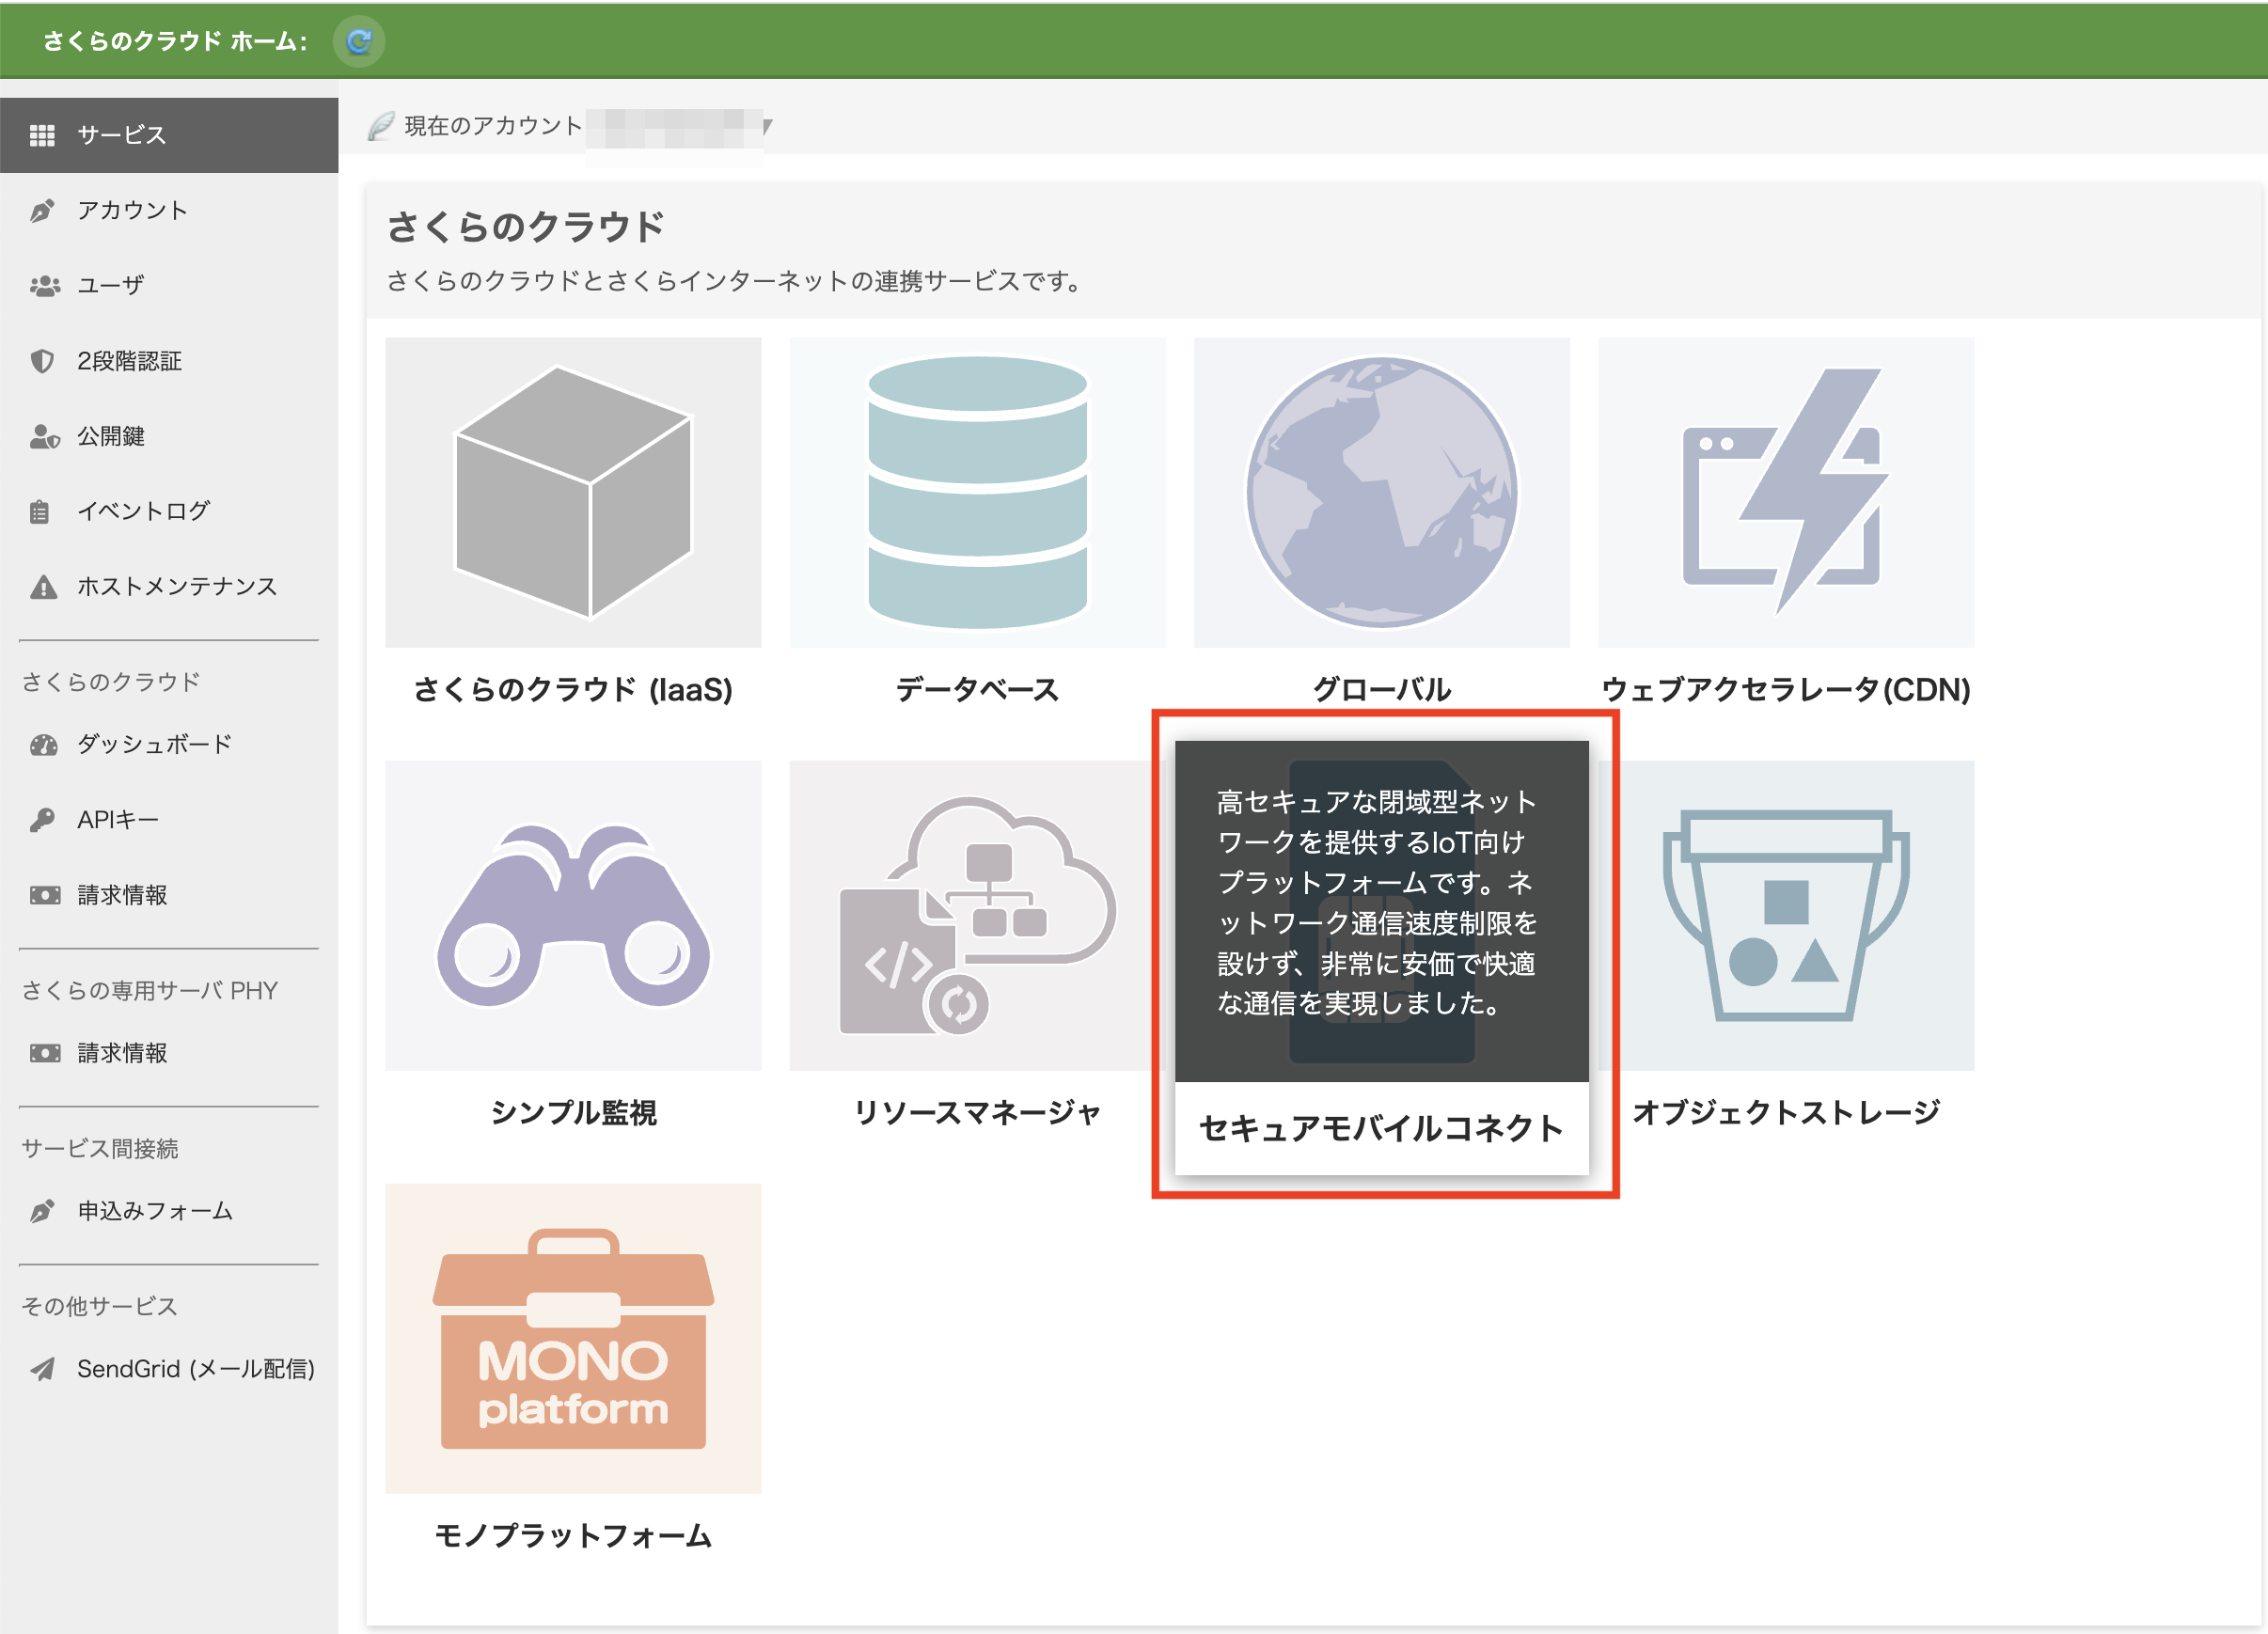 さくらのクラウド ホーム:
サービス
アカウント
ユーザ
2段階認証
公開鍵
イベントログ
ホストメンテナンス
さくらのクラウド
ダッシュボード
APIキー
請求情報
さくらの専用サーバ PHY
請求情報
サービス間接続
申込みフォーム
その他サービス
SendGrid (メール配信)
現在のアカウント
さくらのクラウド
さくらのクラウドとさくらインターネットの連携サービスです。
さくらのクラウド (IaaS)
データベース
グローバル
ウェブアクセラレータ(CDN)
シンプル監視
リソースマネージャ
高セキュアな閉域型ネット
ワークを提供するIoT向け
プラットフォームです。ネ
ットワーク通信速度制限を
設けず、非常に安価で快適
な通信を実現しました。
セキュアモバイルコネクト
オブジェクトストレージ
MONO
platform
モノプラットフォーム